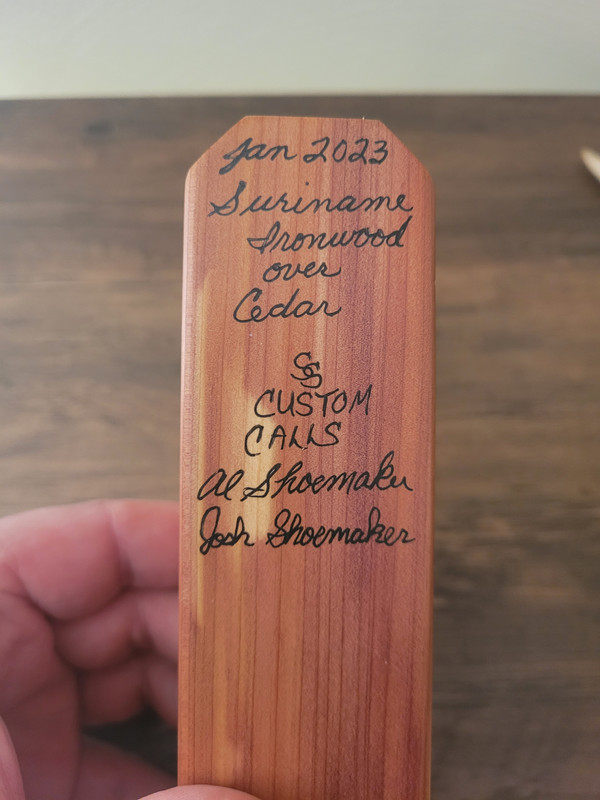 Jan 2023
Suriname
Ironwood
over
Cedar
SS
CUSTOM
CALLS
Al Shoemaker
Josh Shoemaker